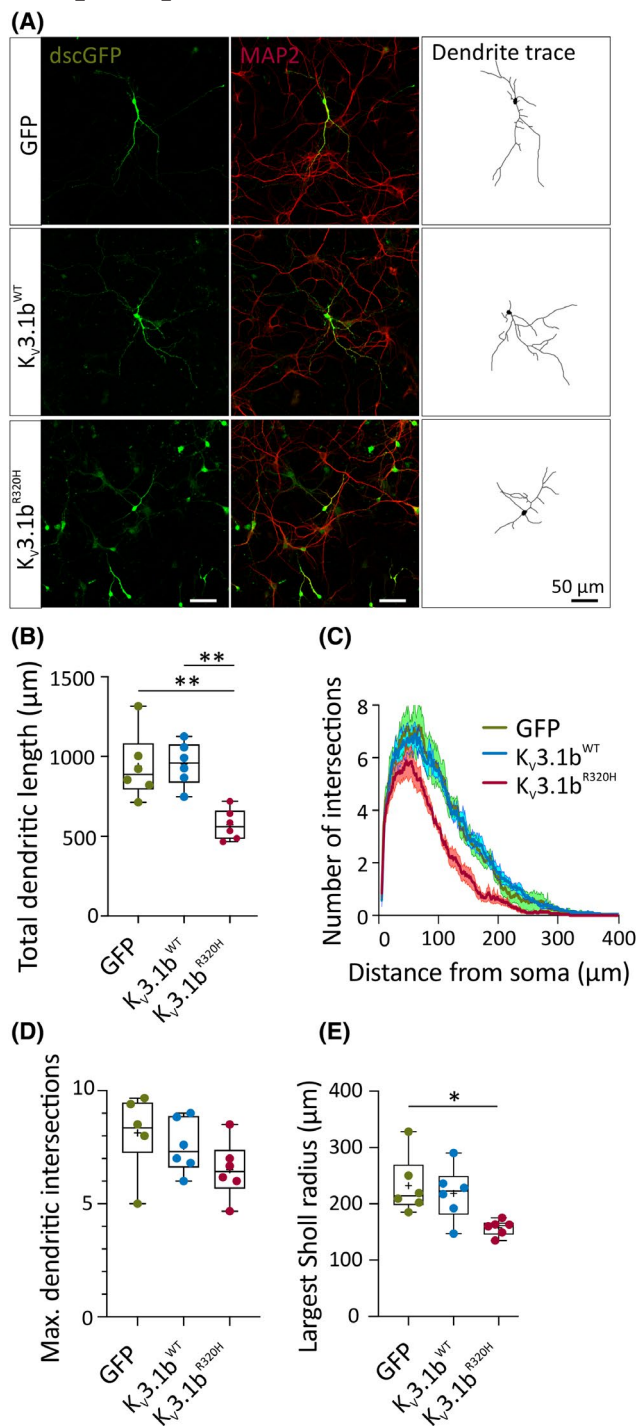 (A)
dscGFP MAP2 Dendrite trace
GFP
Kv3.1bWT
Kv3.1bR320H
50 µm
(B)
**
**
1500
1000
500
0
Total dendritic length (µm)
GFP
Kv3.1bWT
Kv3.1bR320H
(C)
8
6
4
2
0
Number of intersections
GFP
Kv3.1bWT
Kv3.1bR320H
0 100 200 300 400
Distance from soma (µm)
(D)
10
5
0
Max. dendritic intersections
GFP
Kv3.1bWT
Kv3.1bR320H
(E)
*
400
300
200
100
0
Largest Sholl radius (µm)
GFP
Kv3.1bWT
Kv3.1bR320H